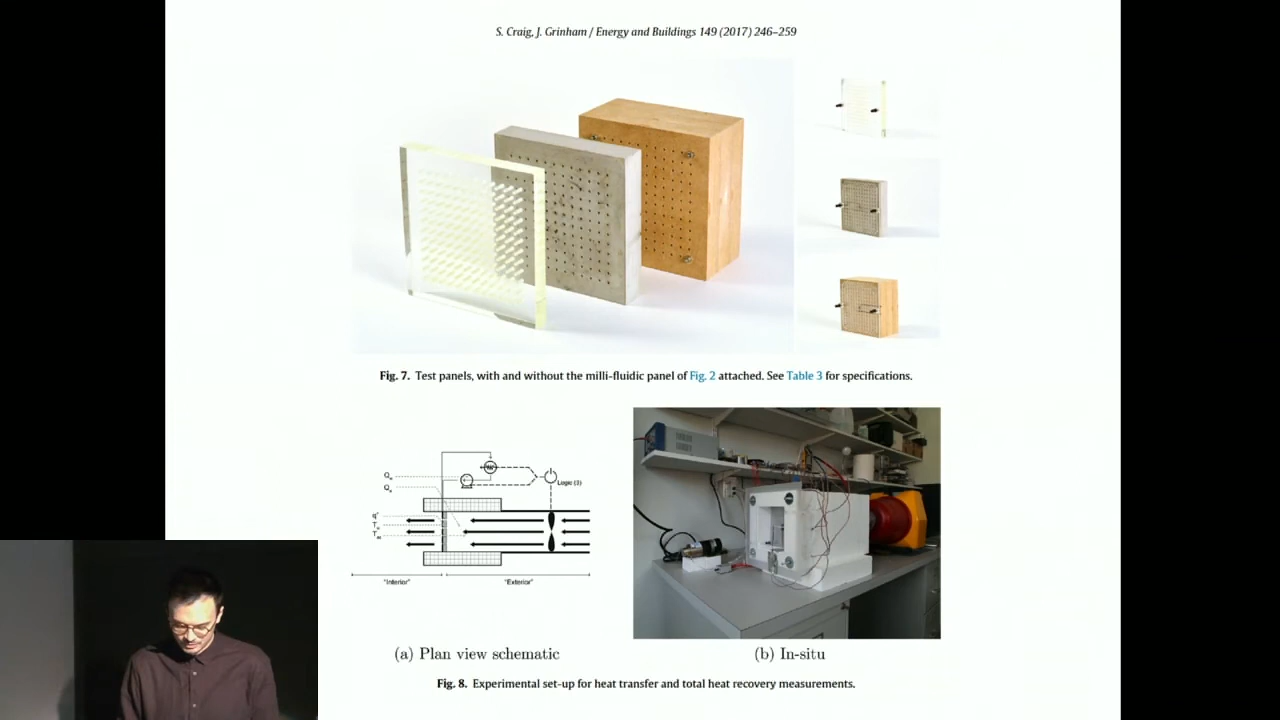 S. Craig, J. Grinham / Energy and Buildings 149 (2017) 246–259
Fig. 7. Test panels, with and without the milli-fluidic panel of Fig. 2 attached. See Table 3 for specifications.
Logic (3)
"Interior"
"Exterior"
(a) Plan view schematic
(b) In-situ
Fig. 8. Experimental set-up for heat transfer and total heat recovery measurements.